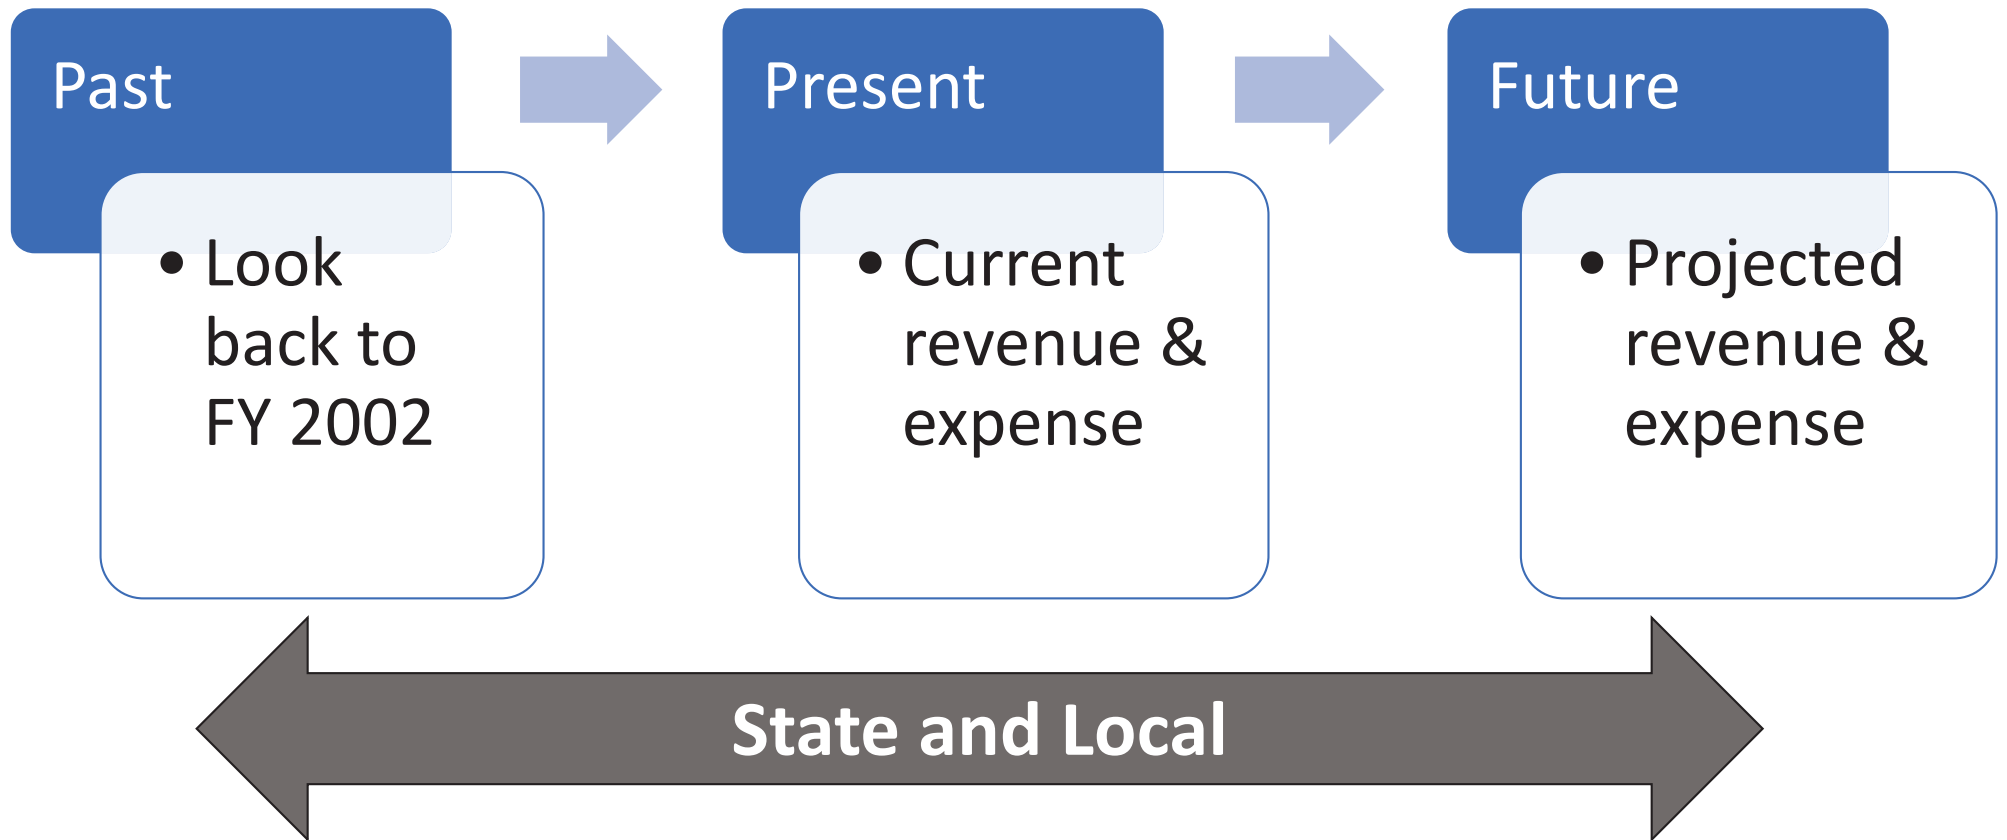 Past
• Look
back to
FY 2002
Present
• Current
revenue &
expense
Future
• Projected
revenue &
expense
State and Local